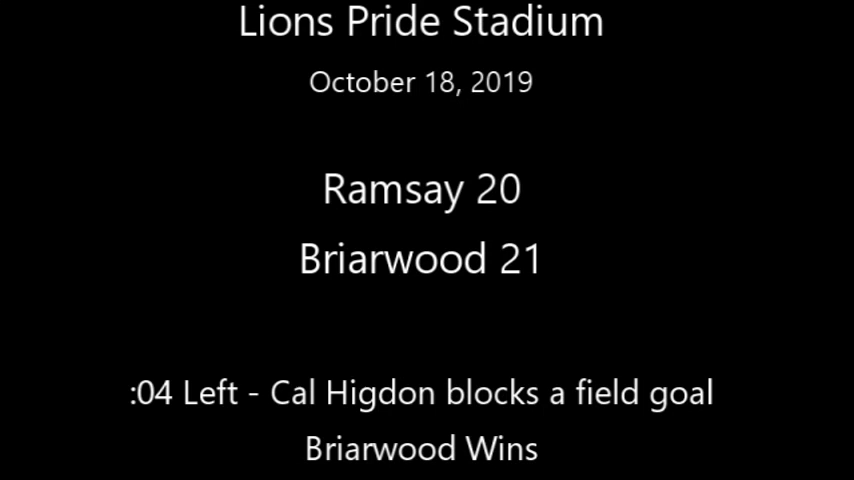 Lions Pride Stadium
October 18, 2019
Ramsay 20
Briarwood 21
:04 Left - Cal Higdon blocks a field goal
Briarwood Wins